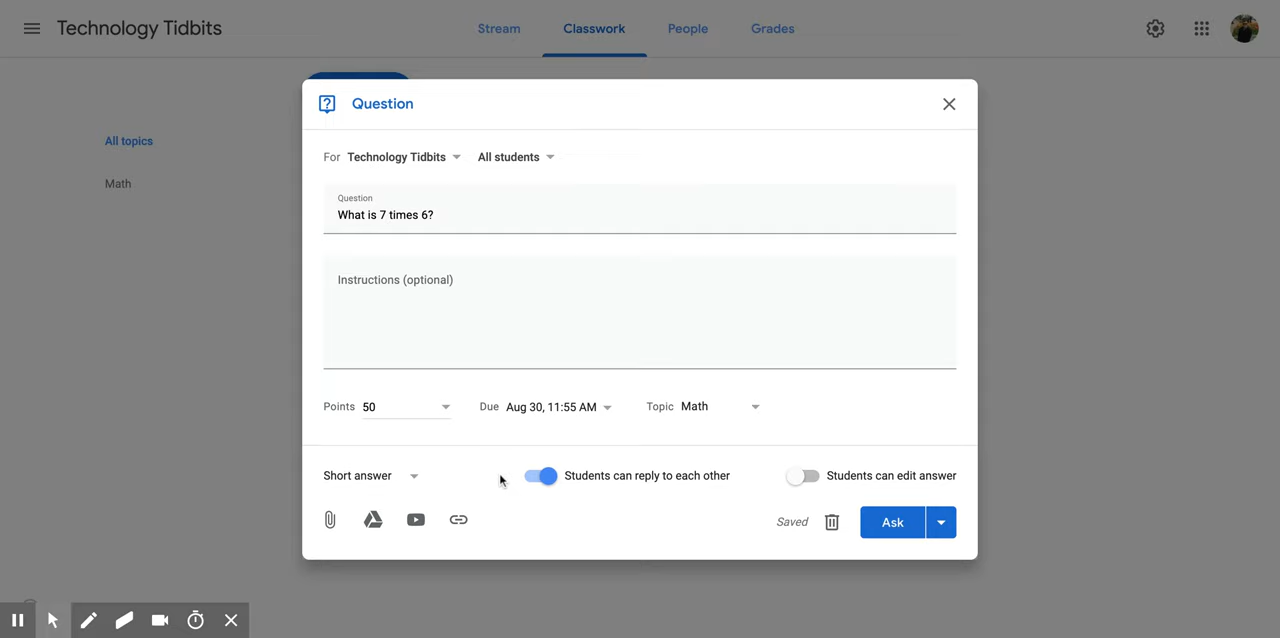 Technology Tidbits
Stream Classwork People Grades
Question
All topics
For Technology Tidbits All students
Math
Question
What is 7 times 6?
Instructions (optional)
Points 50 Due Aug 30, 11:55 AM Topic Math
Short answer Students can reply to each other Students can edit answer
Saved Ask